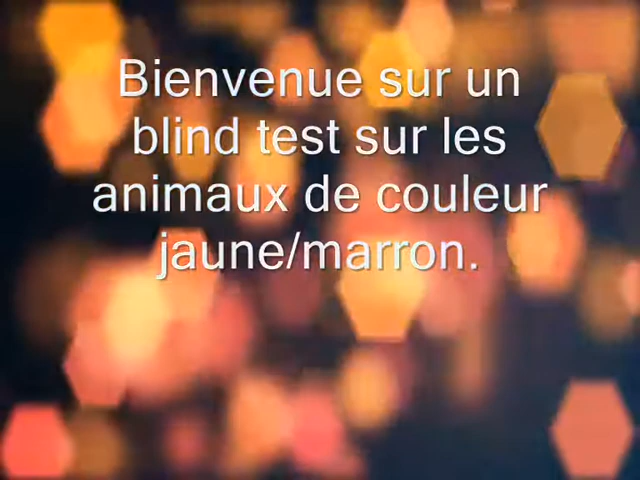 Bienvenue sur un
blind test sur les
animaux de couleur
jaune/marron.